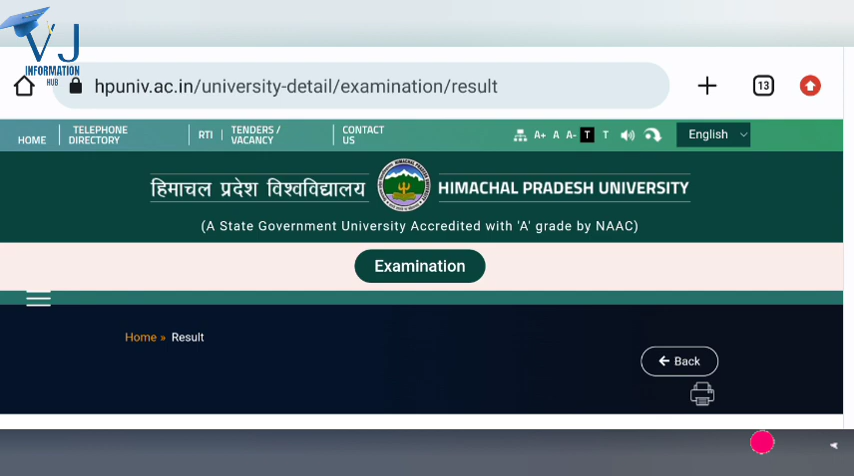 VJ
INFORMATION
HUB
hpuniv.ac.in/university-detail/examination/result
13
HOME
TELEPHONE
DIRECTORY
RTI
TENDERS /
VACANCY
CONTACT
US
A+ A A- T T
English
हिमाचल प्रदेश विश्वविद्यालय
HIMACHAL PRADESH UNIVERSITY
(A State Government University Accredited with 'A' grade by NAAC)
Examination
Home » Result
Back